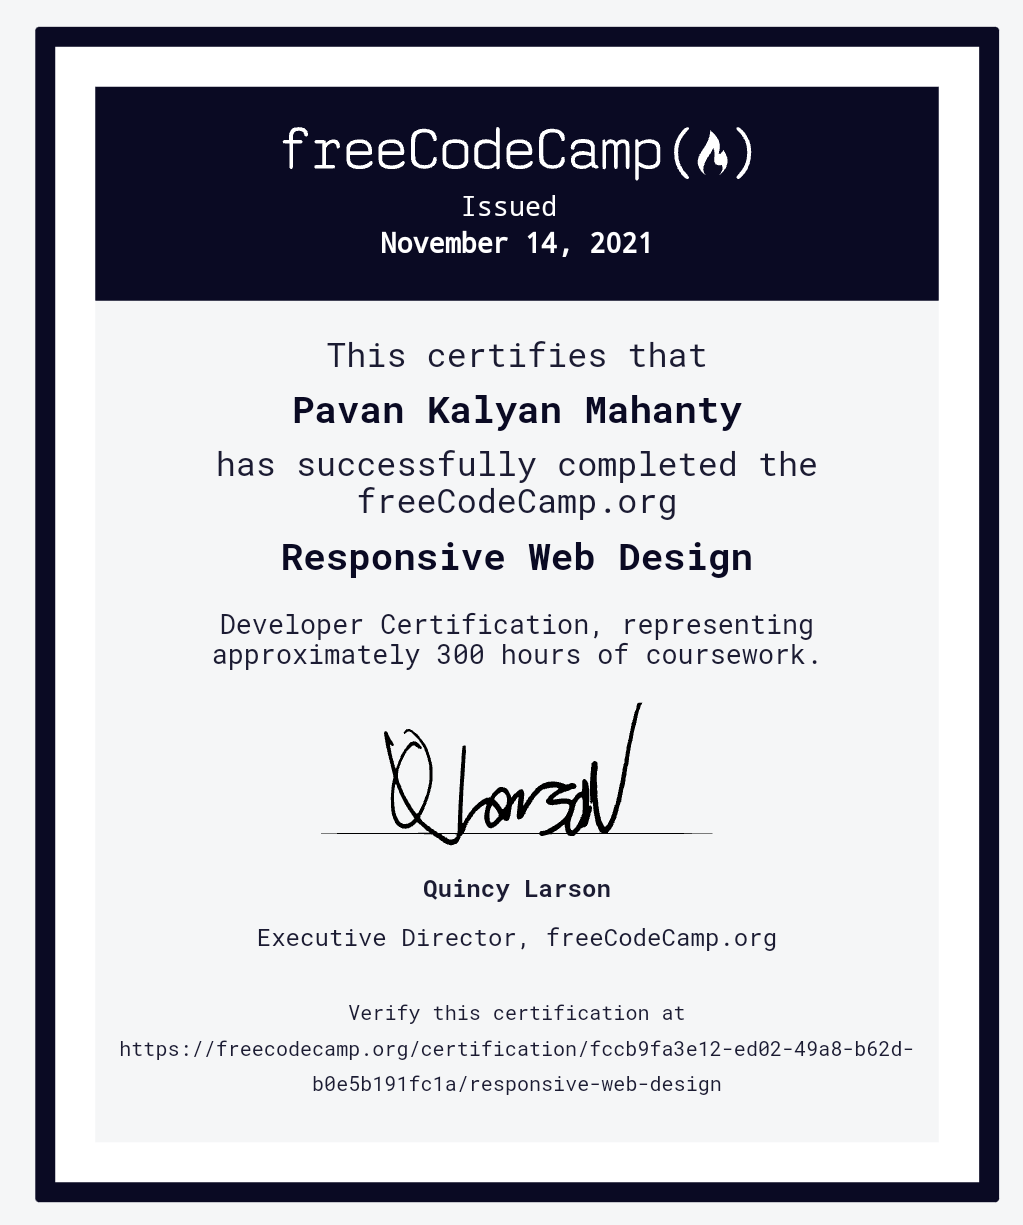 freeCodeCamp
Issued
November 14, 2021
This certifies that
Pavan Kalyan Mahanty
has successfully completed the
freeCodeCamp.org
Responsive Web Design
Developer Certification, representing
approximately 300 hours of coursework.
Q Larson
Quincy Larson
Executive Director, freeCodeCamp.org
Verify this certification at
https://freecodecamp.org/certification/fccb9fa3e12-ed02-49a8-b62d-
b0e5b191fc1a/responsive-web-design